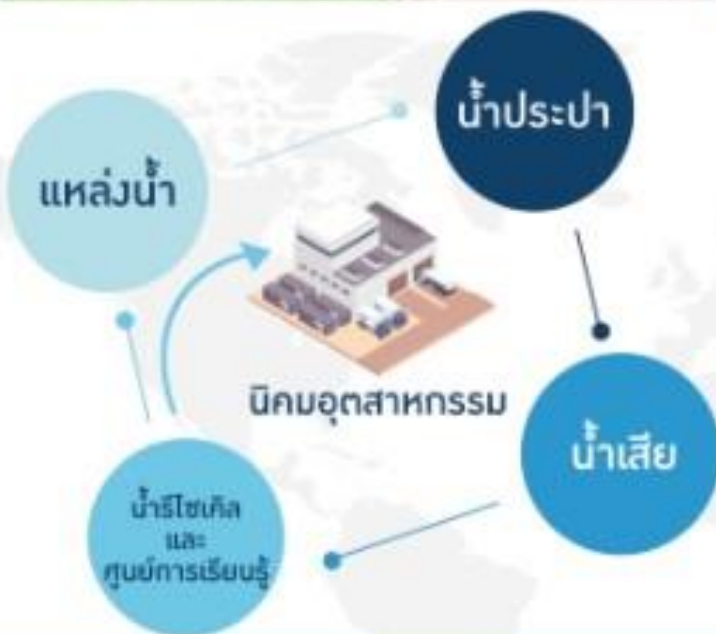 น้ำประปา
แหล่งน้ำ
นิคมอุตสาหกรรม
น้ำเสีย
น้ำรีไซเคิล
และ
ศูนย์การเรียนรู้